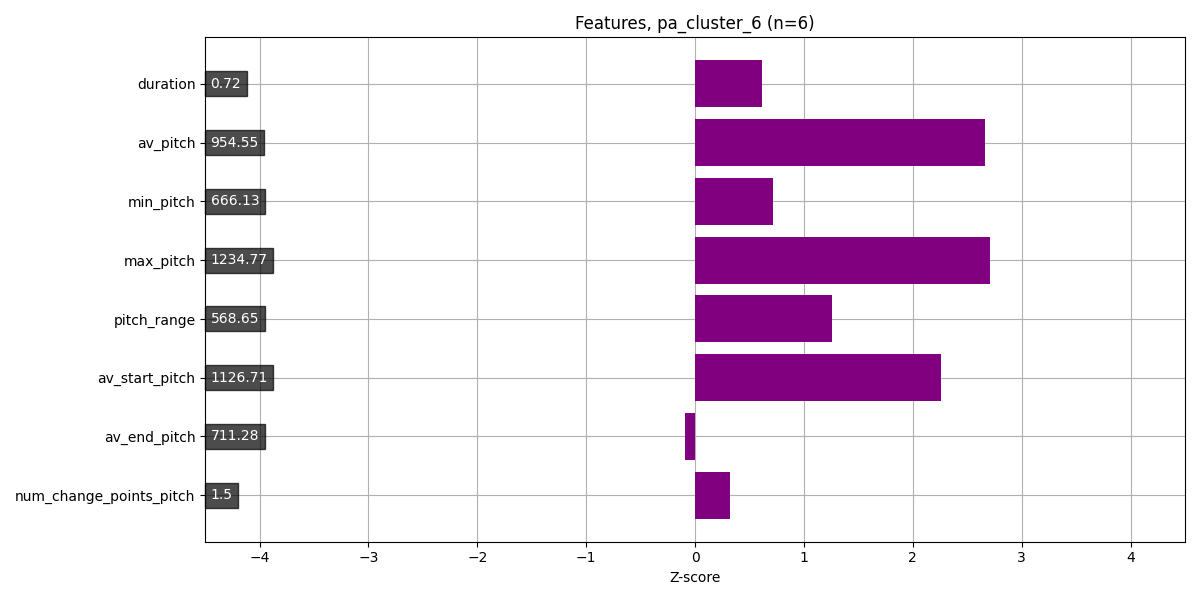 Features, pa_cluster_6 (n=6)
duration 0.72
av_pitch 954.55
min_pitch 666.13
max_pitch 1234.77
pitch_range 568.65
av_start_pitch 1126.71
av_end_pitch 711.28
num_change_points_pitch 1.5
−4 −3 −2 −1 0 1 2 3 4
Z-score